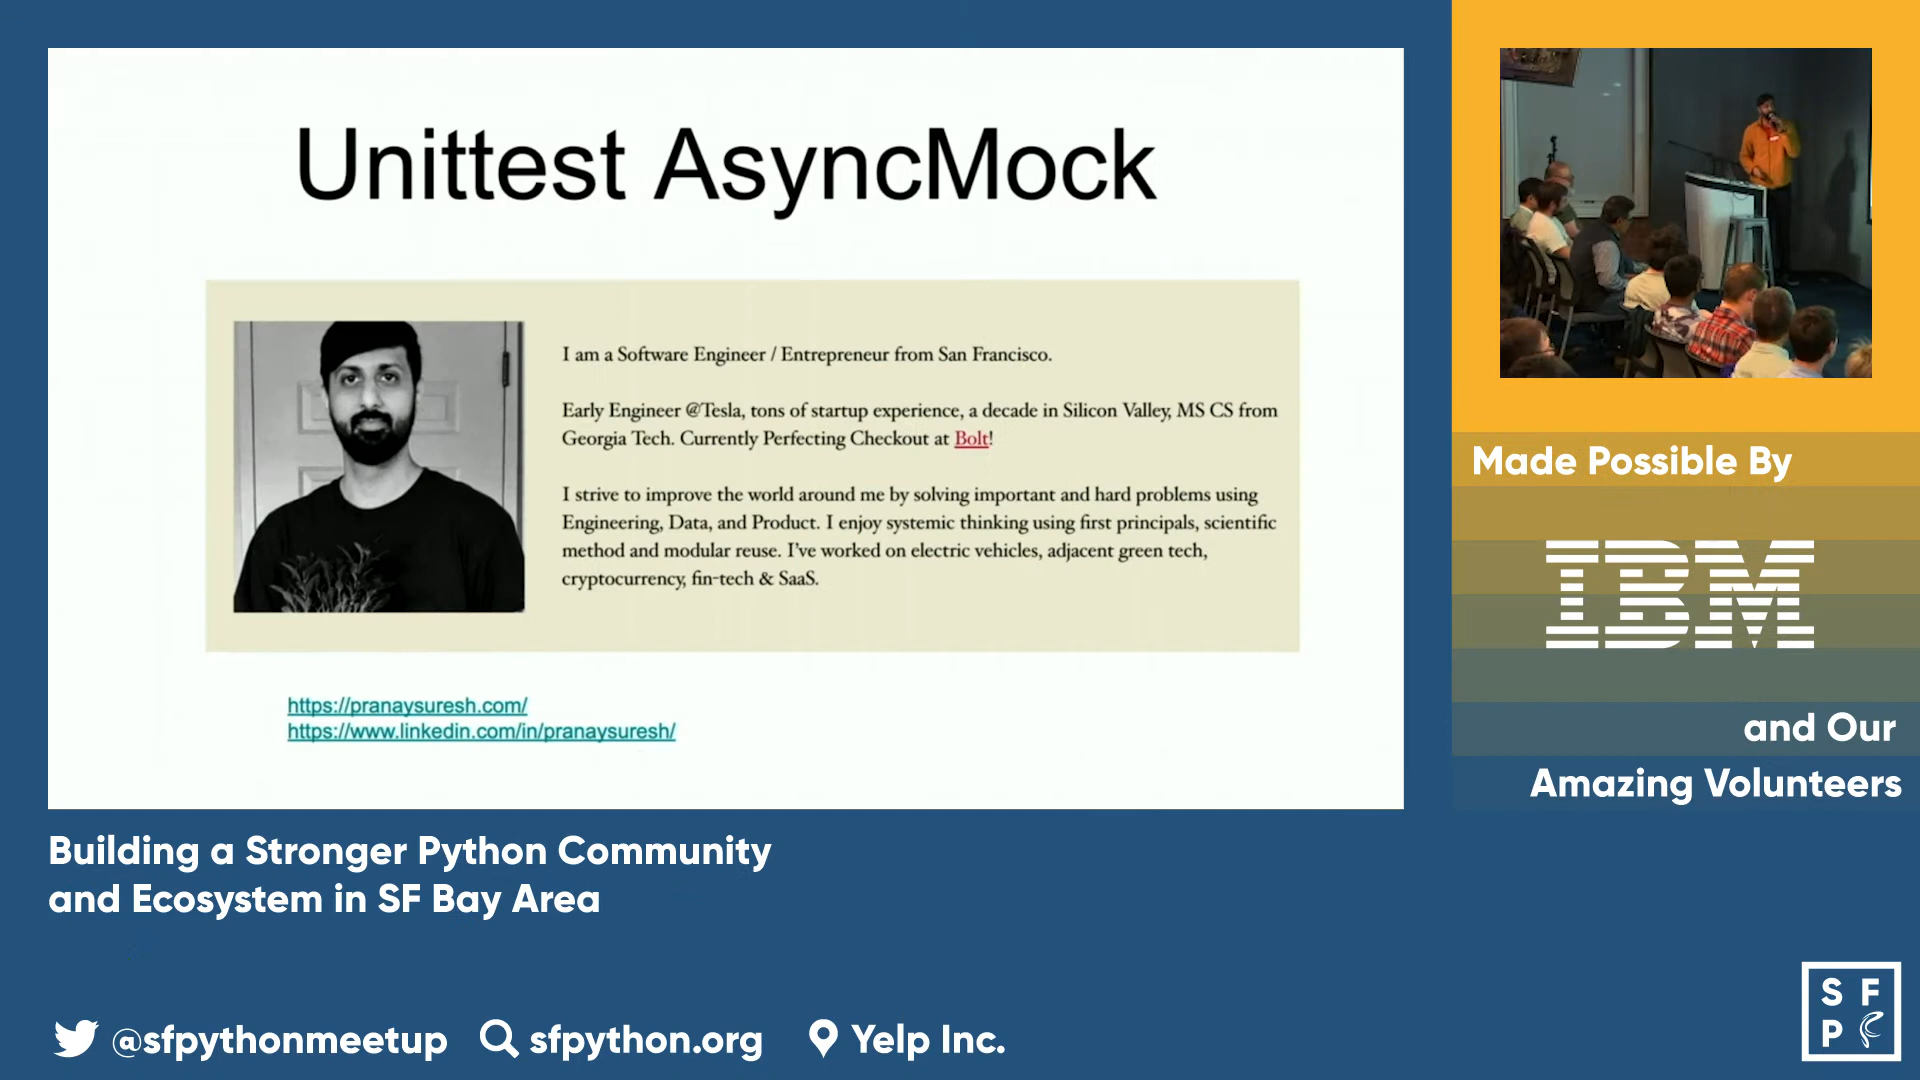 Unittest AsyncMock
I am a Software Engineer / Entrepreneur from San Francisco.
Early Engineer @Tesla, tons of startup experience, a decade in Silicon Valley, MS CS from
Georgia Tech. Currently Perfecting Checkout at Bolt!
I strive to improve the world around me by solving important and hard problems using
Engineering, Data, and Product. I enjoy systemic thinking using first principals, scientific
method and modular reuse. I've worked on electric vehicles, adjacent green tech,
cryptocurrency, fin-tech & SaaS.
https://pranaysuresh.com/
https://www.linkedin.com/in/pranaysuresh/
Made Possible By
IBM
and Our
Amazing Volunteers
Building a Stronger Python Community
and Ecosystem in SF Bay Area
@sfpythonmeetup sfpython.org Yelp Inc.
S F
P